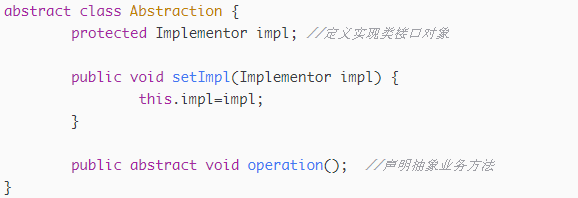 abstract class Abstraction {
protected Implementor impl; //定义实现类接口对象
public void setImpl(Implementor impl) {
this.impl=impl;
}
public abstract void operation(); //声明抽象业务方法
}